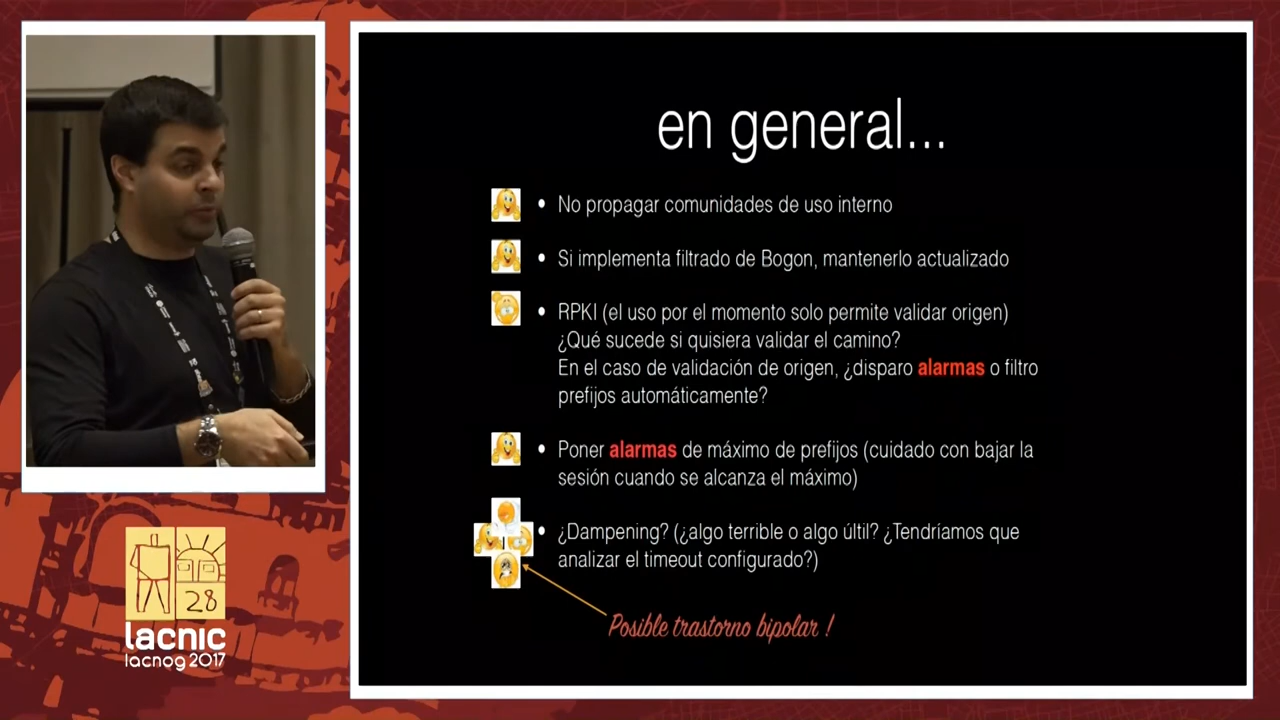 en general...
• No propagar comunidades de uso interno
• Si implementa filtrado de Bogon, mantenerlo actualizado
• RPKI (el uso por el momento solo permite validar origen)
¿Qué sucede si quisiera validar el camino?
En el caso de validación de origen, ¿disparo alarmas o filtro
prefijos automáticamente?
• Poner alarmas de máximo de prefijos (cuidado con bajar la
sesión cuando se alcanza el máximo)
• ¿Dampening? (¿algo terrible o algo últil? ¿Tendríamos que
analizar el timeout configurado?)
Posible trastorno bipolar !
28
lacnic
lacnog 2017